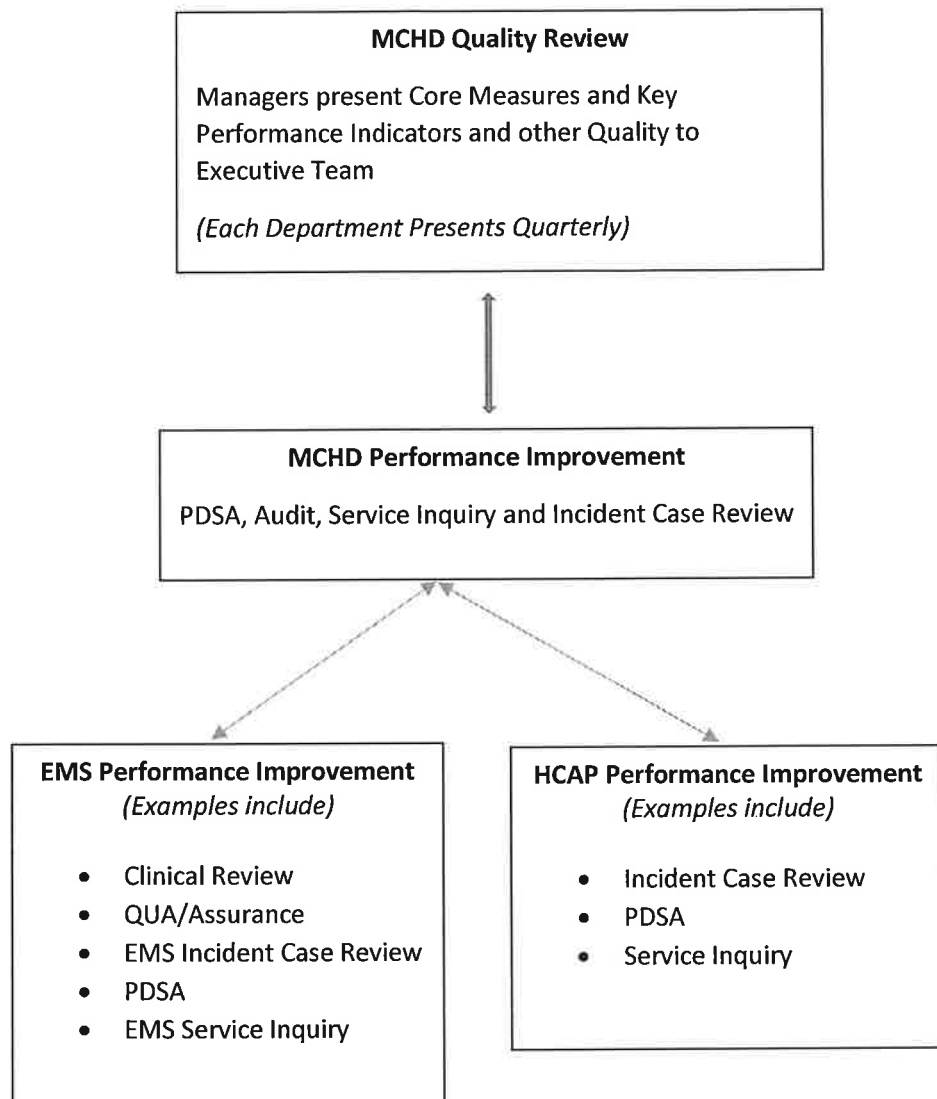 MCHD Quality Review
Managers present Core Measures and Key
Performance Indicators and other Quality to
Executive Team
(Each Department Presents Quarterly)
MCHD Performance Improvement
PDSA, Audit, Service Inquiry and Incident Case Review
EMS Performance Improvement
(Examples include)
• Clinical Review
• QUA/Assurance
• EMS Incident Case Review
• PDSA
• EMS Service Inquiry
HCAP Performance Improvement
(Examples include)
• Incident Case Review
• PDSA
• Service Inquiry